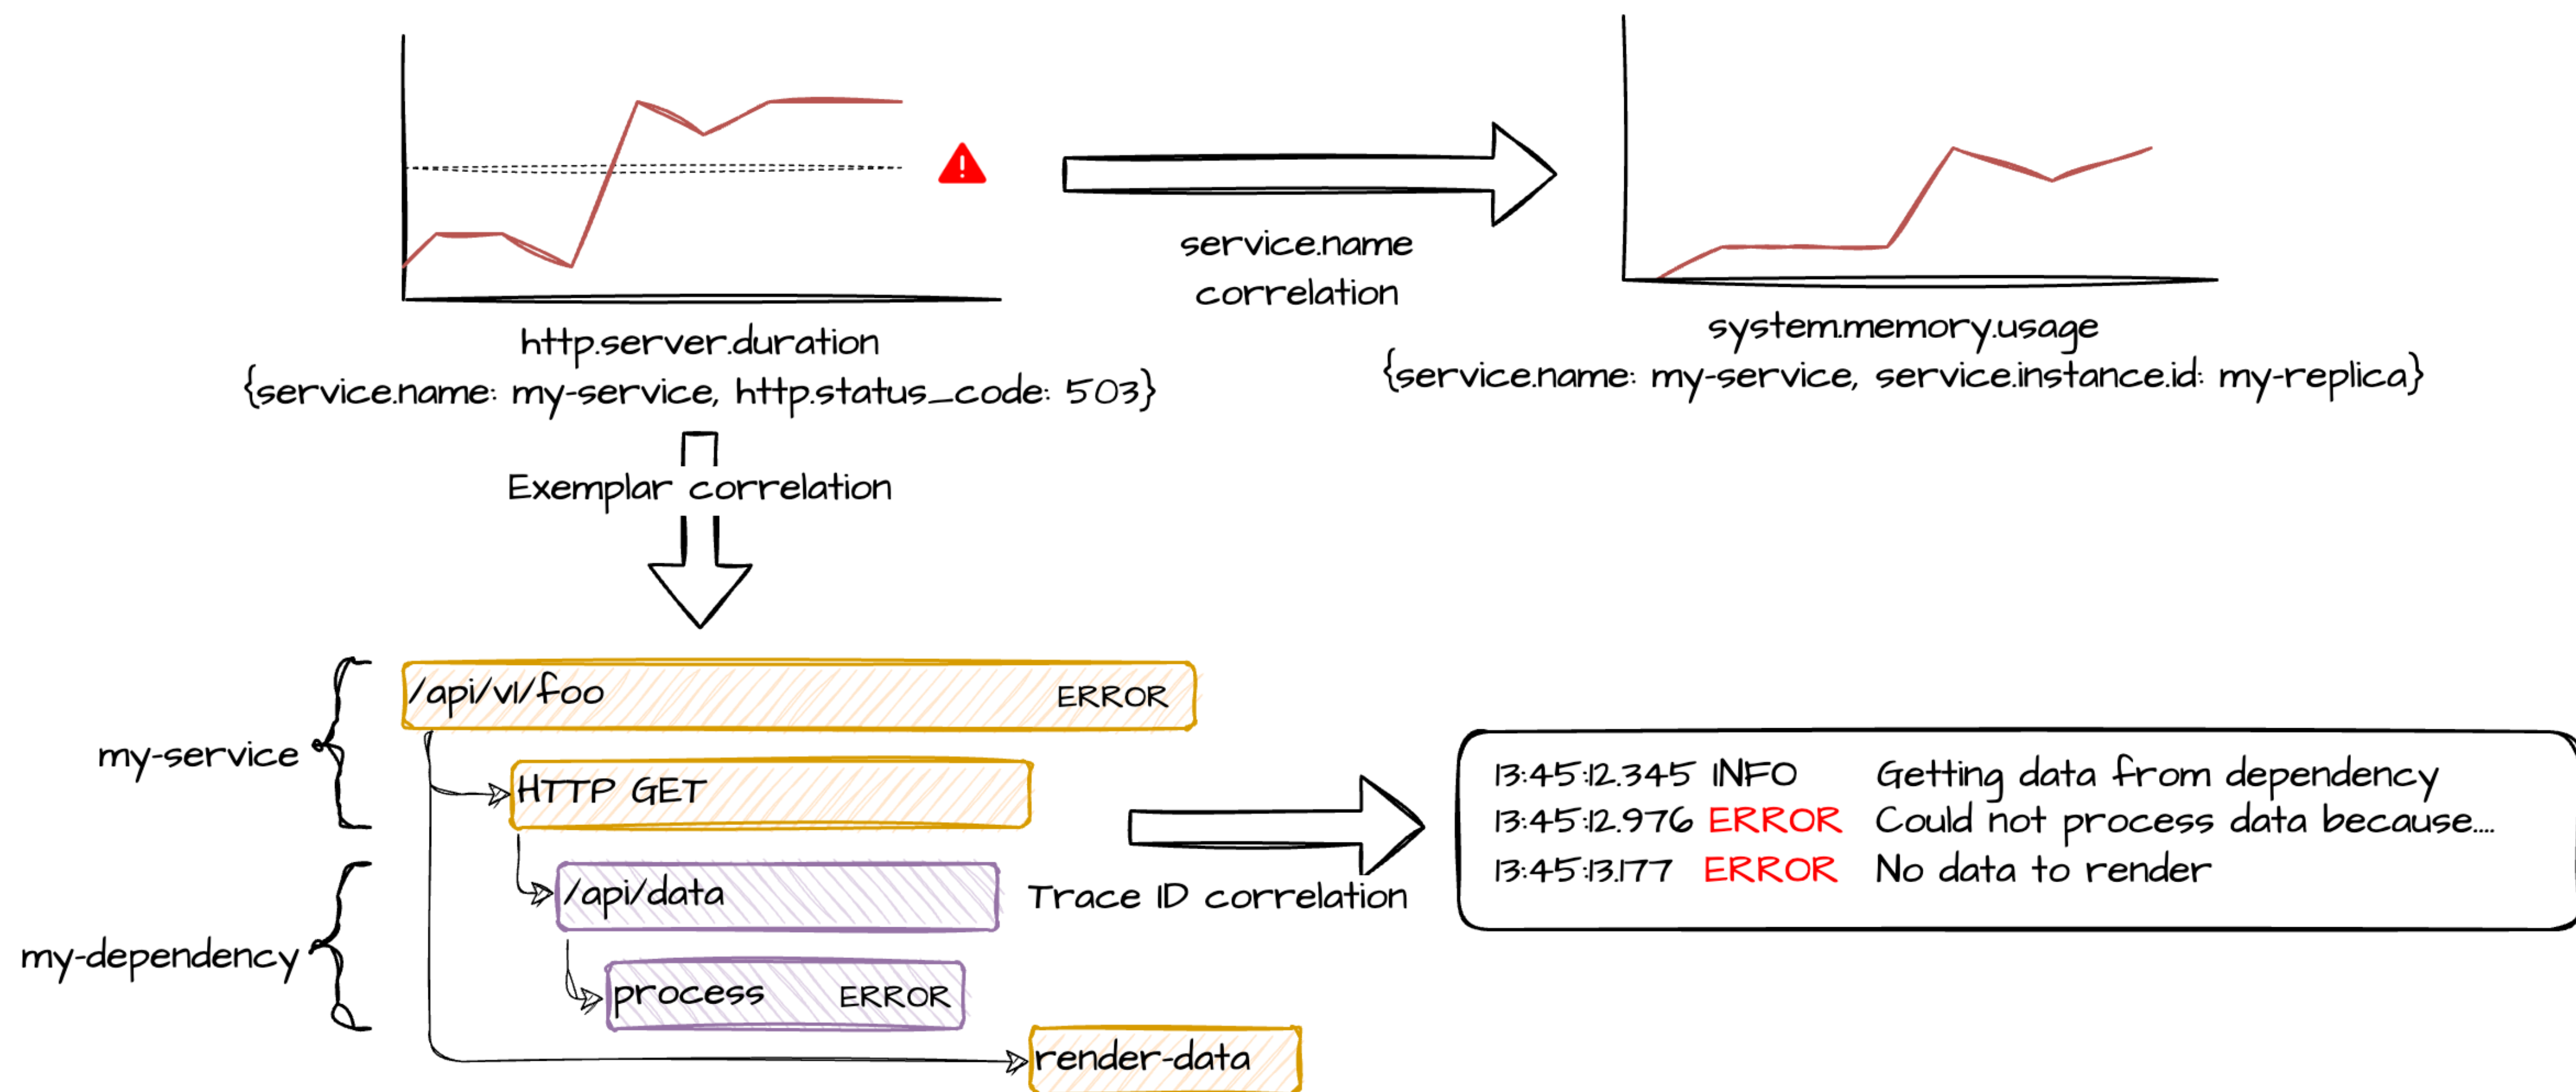 service.name
correlation
http.server.duration
{service.name: my-service, http.status_code: 503}
system.memory.usage
{service.name: my-service, service.instance.id: my-replica}
Exemplar correlation
my-service
/api/v1/foo
ERROR
HTTP GET
my-dependency
/api/data
process
ERROR
render-data
Trace ID correlation
13:45:12.345 INFO Getting data from dependency
13:45:12.976 ERROR Could not process data because....
13:45:13.177 ERROR No data to render